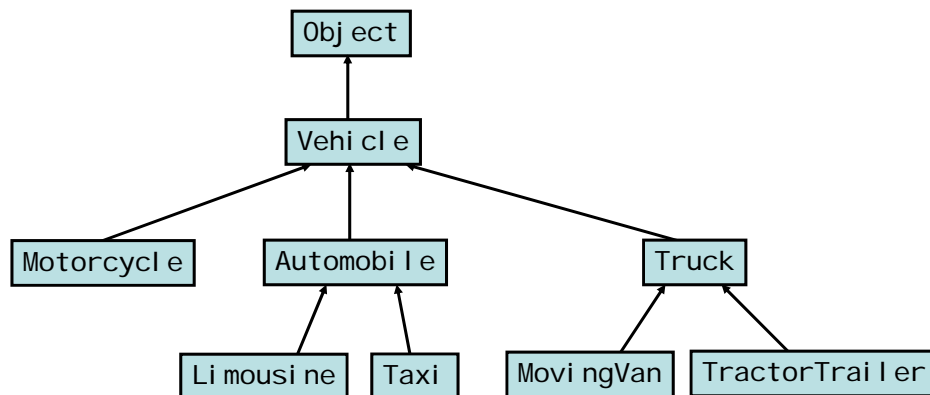 Object
Vehicle
Motorcycle
Automobile
Truck
Limousine
Taxi
MovingVan
TractorTrailer